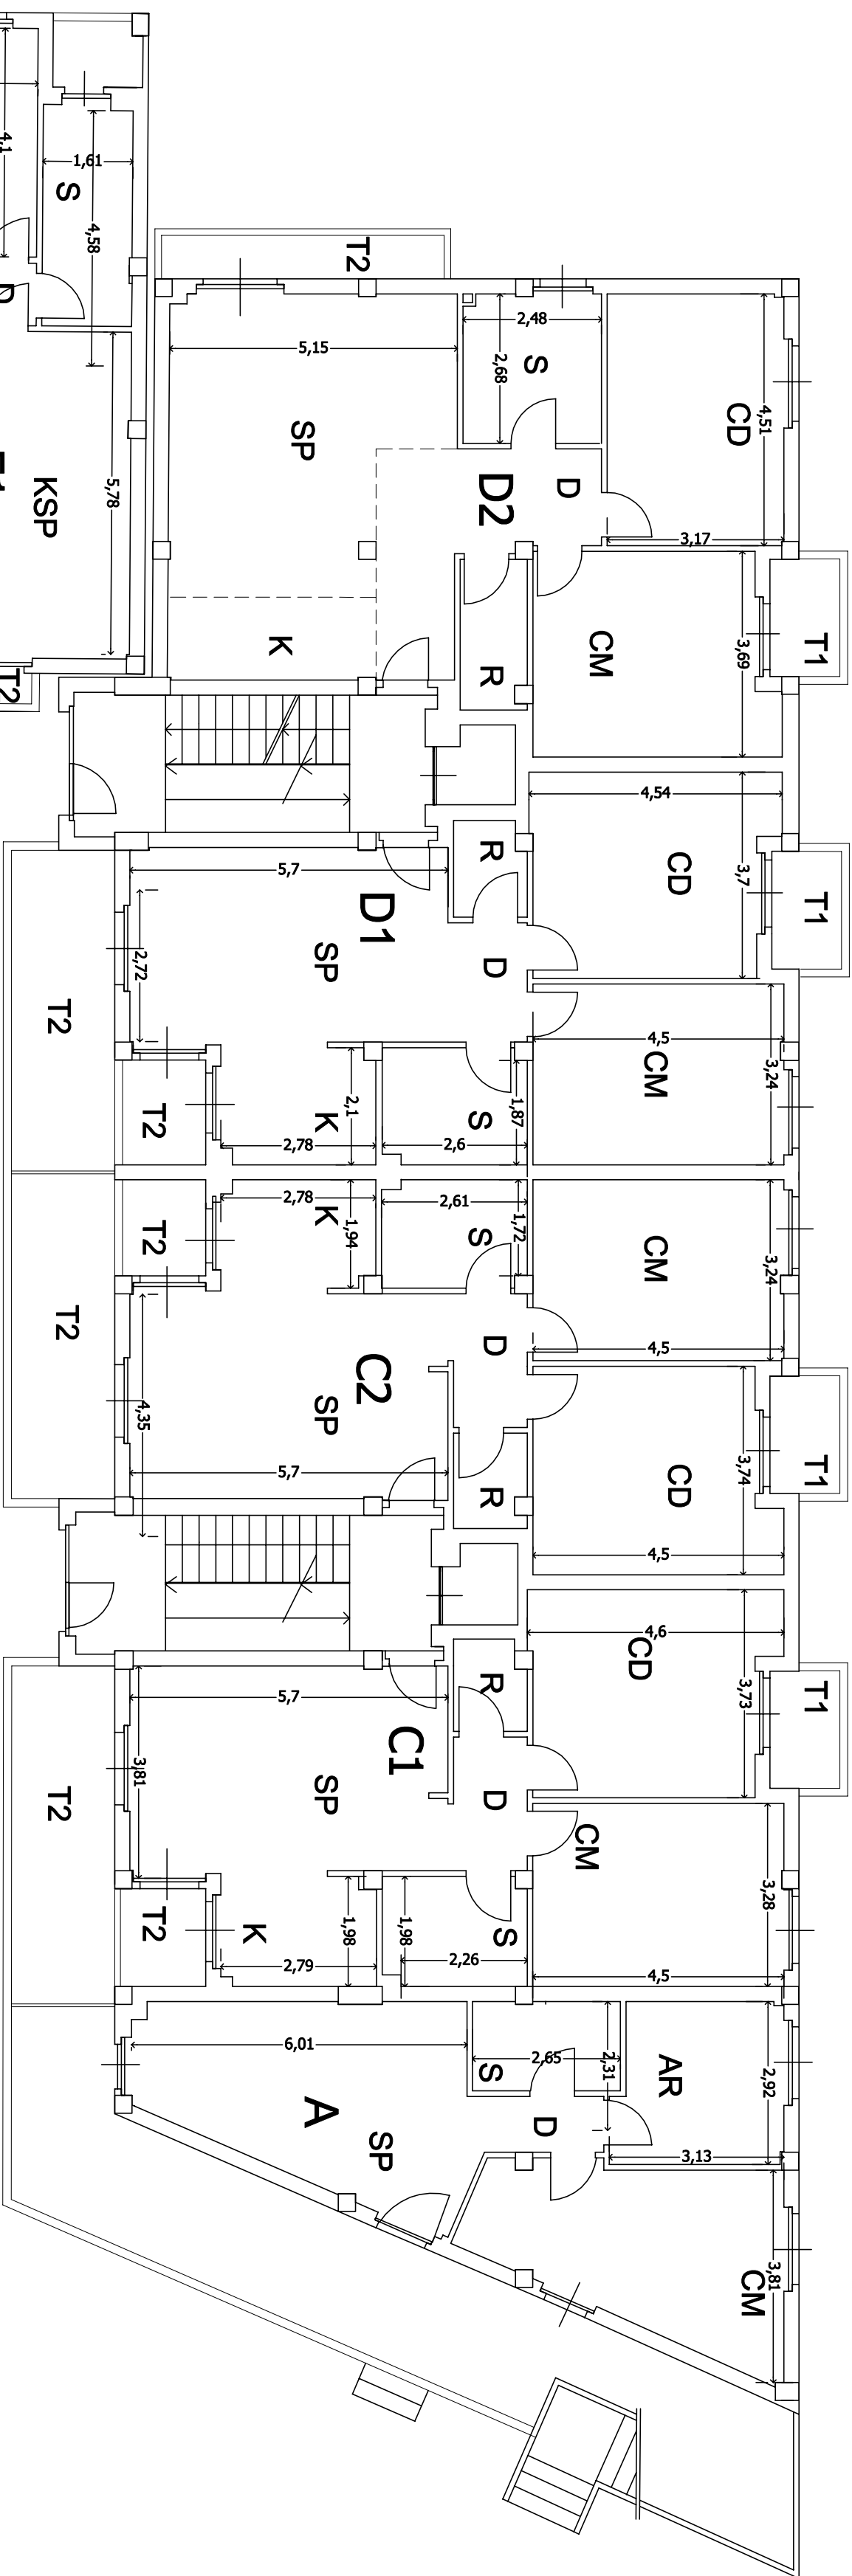 4,1
1,61
S
4,58
D
5,78
KSP
T2
T2
5,15
SP
2,48
2,68
S
CD
4,51
D2
D
3,17
K
R
CM
3,69
T1
4,54
CD
3,7
T1
R
5,7
D1
2,72
SP
D
T2
4,5
CM
3,24
T2
2,1
K
2,78
1,87
S
2,6
2,78
K
1,94
T2
2,61
1,72
S
CM
3,24
4,5
T2
D
C2
SP
4,35
5,7
R
CD
3,74
4,5
T1
4,6
CD
3,73
T1
R
5,7
C1
3,81
SP
D
T2
CM
3,28
4,5
T2
K
1,98
2,79
1,98
S
2,26
6,01
2,65
S
2,31
AR
2,92
3,13
A
SP
D
3,81
CM